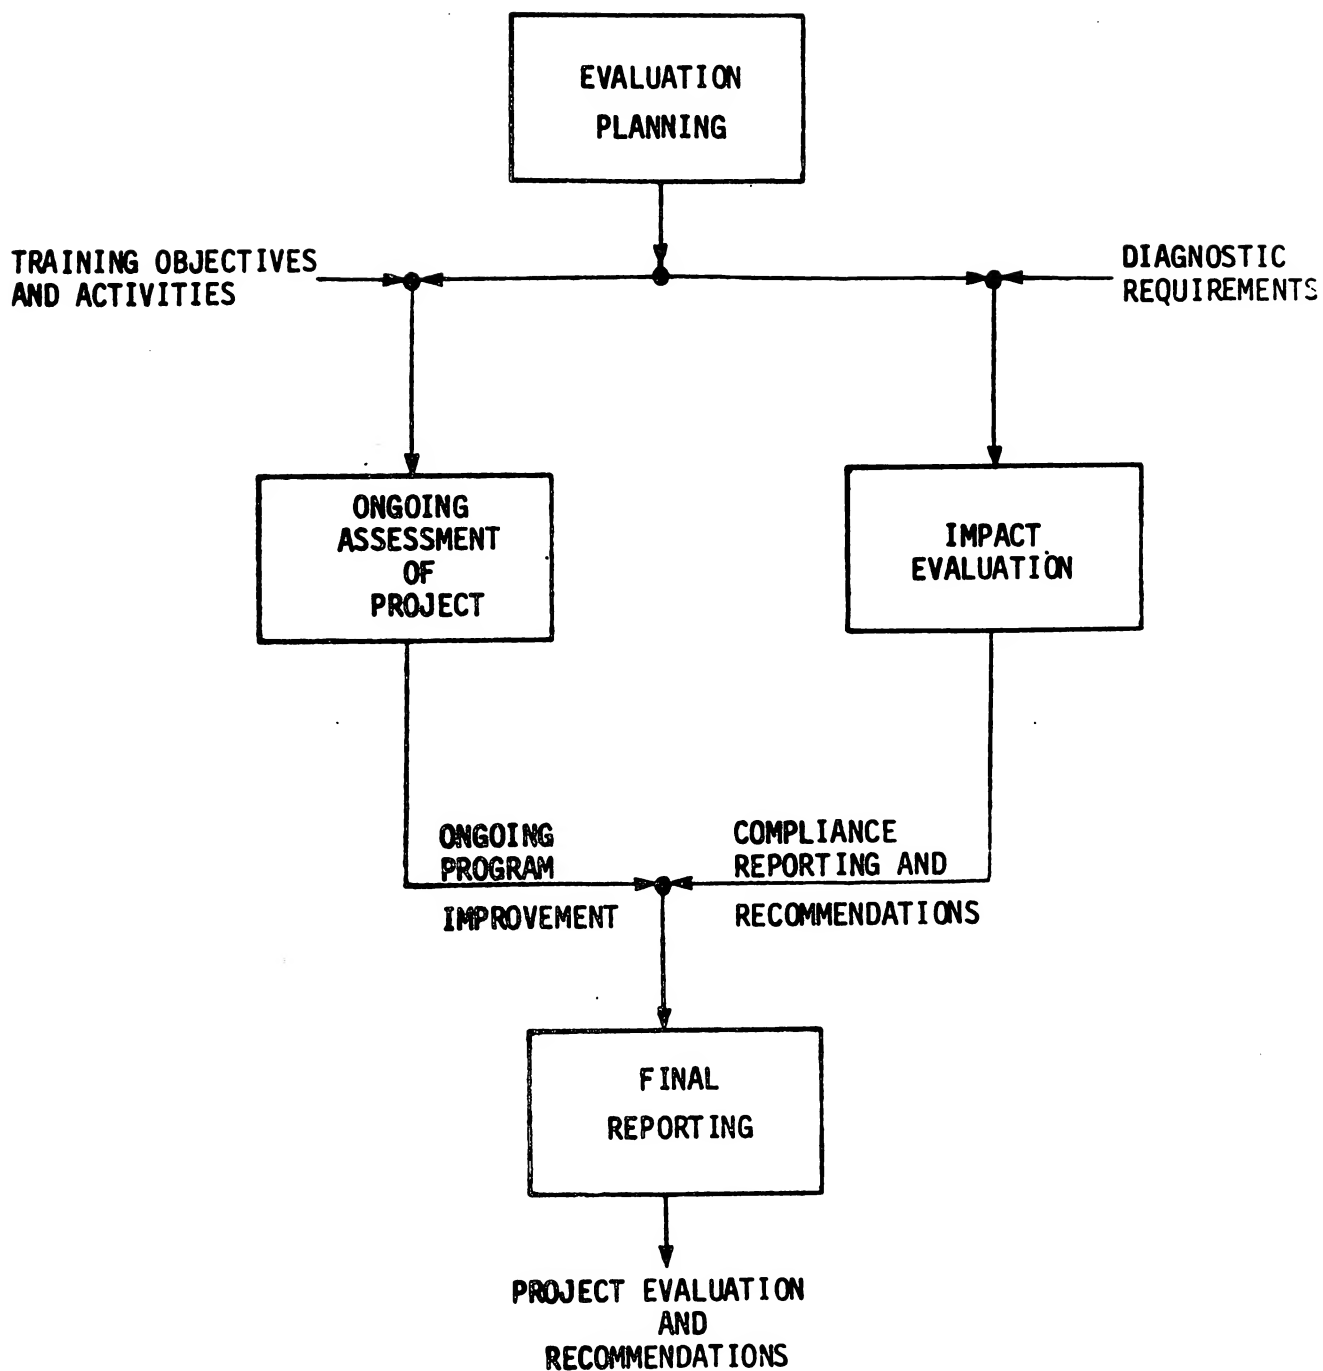 EVALUATION
PLANNING
TRAINING OBJECTIVES
AND ACTIVITIES
DIAGNOSTIC
REQUIREMENTS
ONGOING
ASSESSMENT
OF
PROJECT
IMPACT
EVALUATION
ONGOING
PROGRAM
IMPROVEMENT
COMPLIANCE
REPORTING AND
RECOMMENDATIONS
FINAL
REPORTING
PROJECT EVALUATION
AND
RECOMMENDATIONS